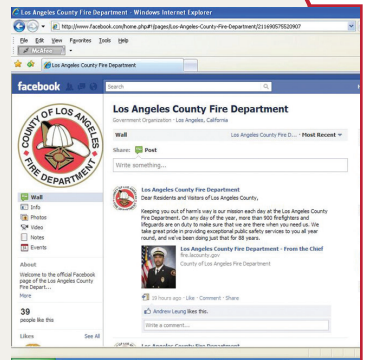 Los Angeles County Fire Department - Windows Internet Explorer
http://www.facebook.com/home.php#!/pages/Los-Angeles-County-Fire-Department/211690575520907
File Edit View Favorites Tools Help
McAfee
Los Angeles County Fire Department
facebook
Search
COUNTY OF LOS ANGELES
FIRE DEPARTMENT
Los Angeles County Fire Department
Government Organization · Los Angeles, California
Wall
Los Angeles County Fire D... · Most Recent
Share: Post
Write something...
Wall
Info
Photos
Video
Notes
Events
About
Welcome to the official Facebook
page of the Los Angeles County
Fire Depart...
More
39
people like this
Likes See All
Los Angeles County Fire Department
Dear Residents and Visitors of Los Angeles County,
Keeping you out of harm's way is our mission each day at the Los Angeles County
Fire Department. On any day of the year, more than 900 firefighters and
lifeguards are on duty to make sure that we are there when you need us. We
take great pride in providing exceptional public safety services to you all year
round, and we've been doing just that for 88 years.
Los Angeles County Fire Department - From the Chief
fire.lacounty.gov
County of Los Angeles Fire Department
19 hours ago · Like · Comment · Share
Andrew Leung likes this.
Write a comment...
Los Angeles County Fire Department